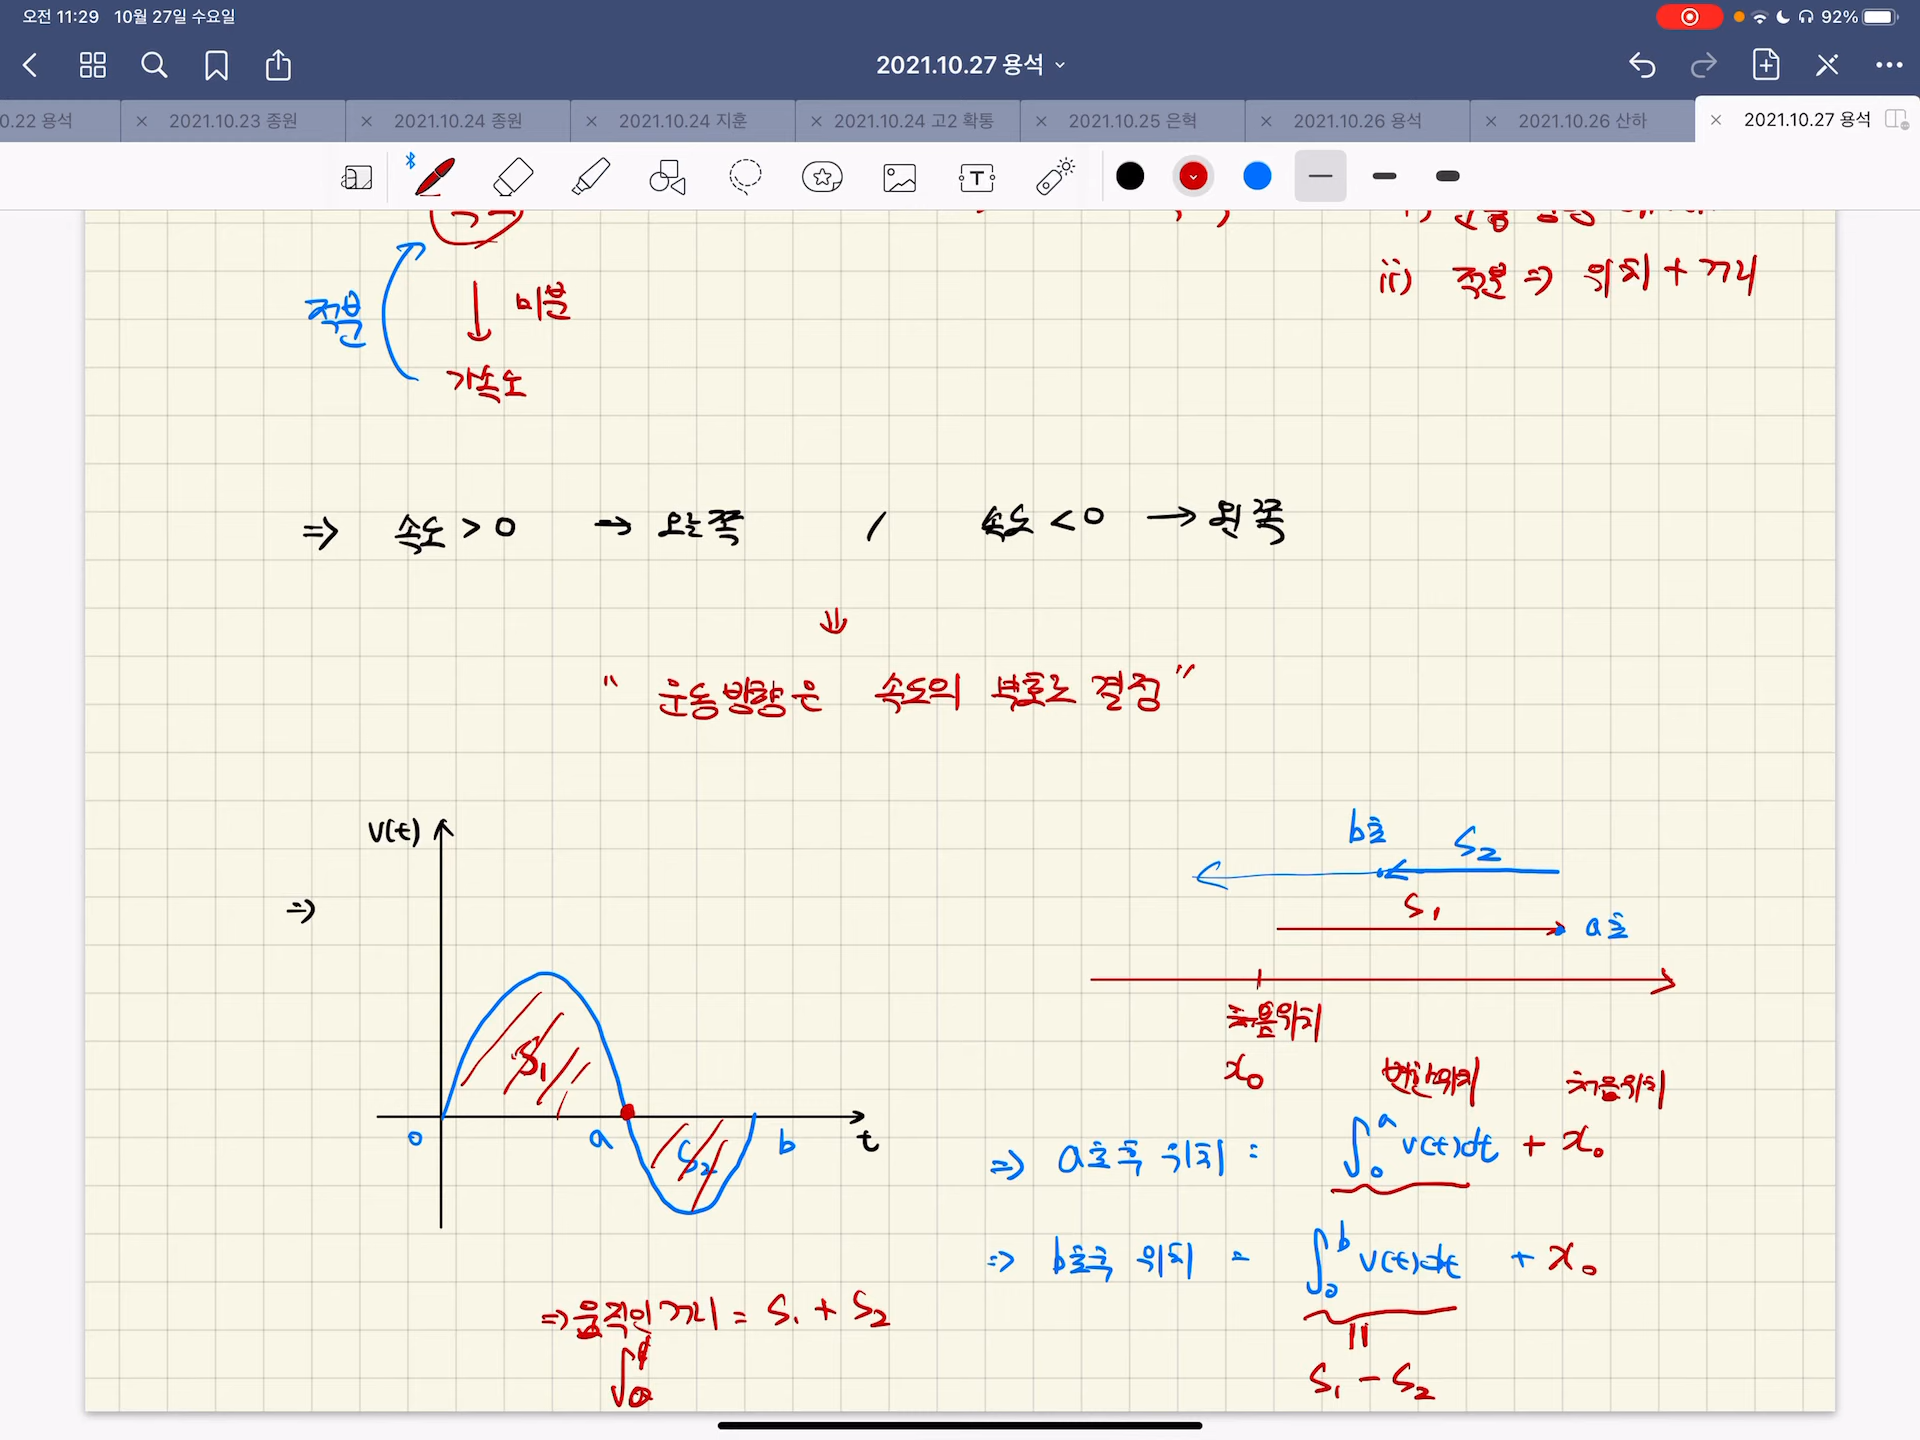 오전 11:29 10월 27일 수요일
92%
2021.10.27 용석
0.22 용석
2021.10.23 종원
2021.10.24 종원
2021.10.24 지훈
2021.10.24 고2 확통
2021.10.25 은혁
2021.10.26 용석
2021.10.26 산하
2021.10.27 용석
ii) 적분 => 위치 + 거리
적분
미분
가속도
=> 속도 > 0 → 오른쪽 / 속도 < 0 → 왼쪽
" 운동방향은 속도의 부호로 결정 "
v(t)
=>
S₁
S₂
0
a
b
t
b초
S₂
S₁
a초
처음위치
x₀
변한위치
처음위치
=> a초후 위치 = ∫₀ᵃ v(t)dt + x₀
=> b초후 위치 = ∫₀ᵇ v(t)dt + x₀
=> 움직인 거리 = S₁ + S₂
=
S₁ - S₂
∫